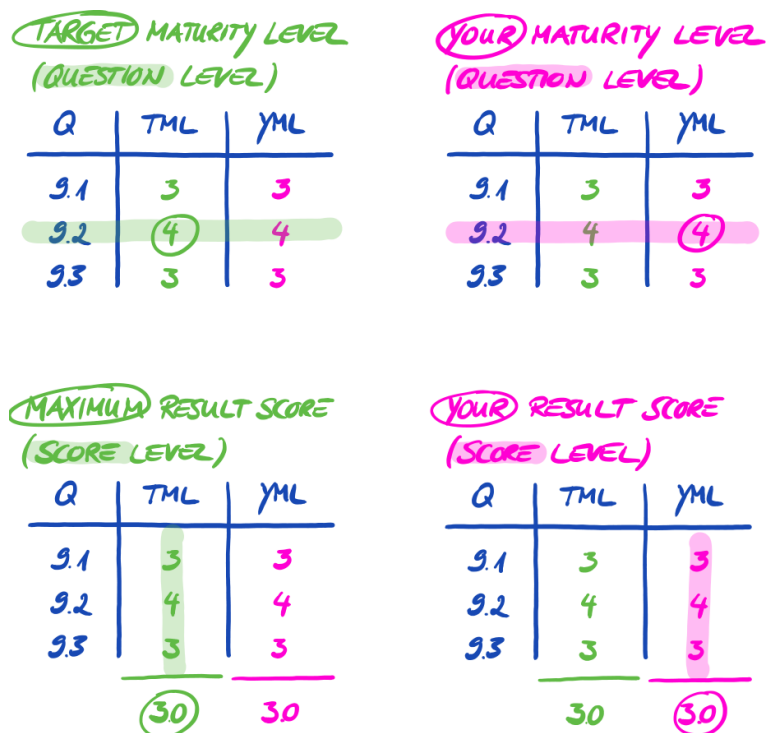 TARGET MATURITY LEVEL
(QUESTION LEVEL)
Q TML YML
9.1 3 3
9.2 4 4
9.3 3 3
YOUR MATURITY LEVEL
(QUESTION LEVEL)
Q TML YML
9.1 3 3
9.2 4 4
9.3 3 3
MAXIMUM RESULT SCORE
(SCORE LEVEL)
Q TML YML
9.1 3 3
9.2 4 4
9.3 3 3
3.0 3.0
YOUR RESULT SCORE
(SCORE LEVEL)
Q TML YML
9.1 3 3
9.2 4 4
9.3 3 3
3.0 3.0